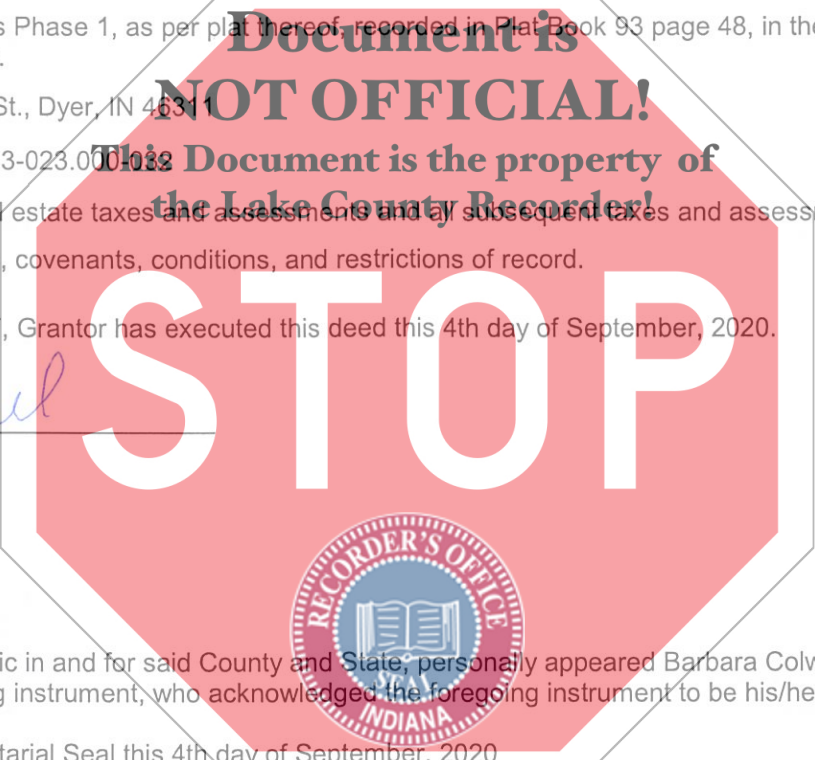 s Phase 1, as per plat thereof, recorded in Plat Book 93 page 48, in the
Document is
NOT OFFICIAL!
St., Dyer, IN 46311
This Document is the property of
3-023.000-032
the Lake County Recorder!
l estate taxes and assessments and all subsequent taxes and assess
, covenants, conditions, and restrictions of record.
, Grantor has executed this deed this 4th day of September, 2020.
STOP
RECORDER'S OFFICE
SEAL
INDIANA
ic in and for said County and State, personally appeared Barbara Colw
g instrument, who acknowledged the foregoing instrument to be his/he
tarial Seal this 4th day of September, 2020